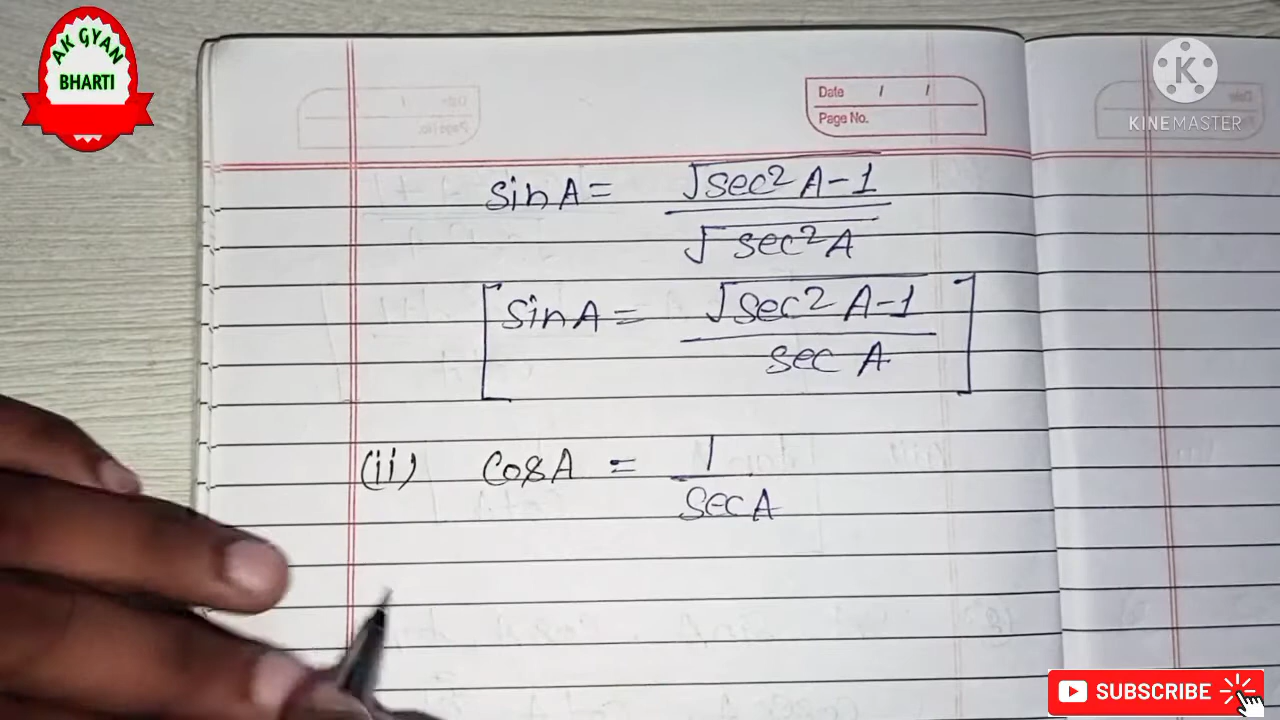 AK GYAN
BHARTI
K
KINEMASTER
Date / /
Page No.
sin A = √sec² A - 1
√sec² A
sin A = √sec² A - 1
sec A
(ii) cos A = 1
sec A
SUBSCRIBE